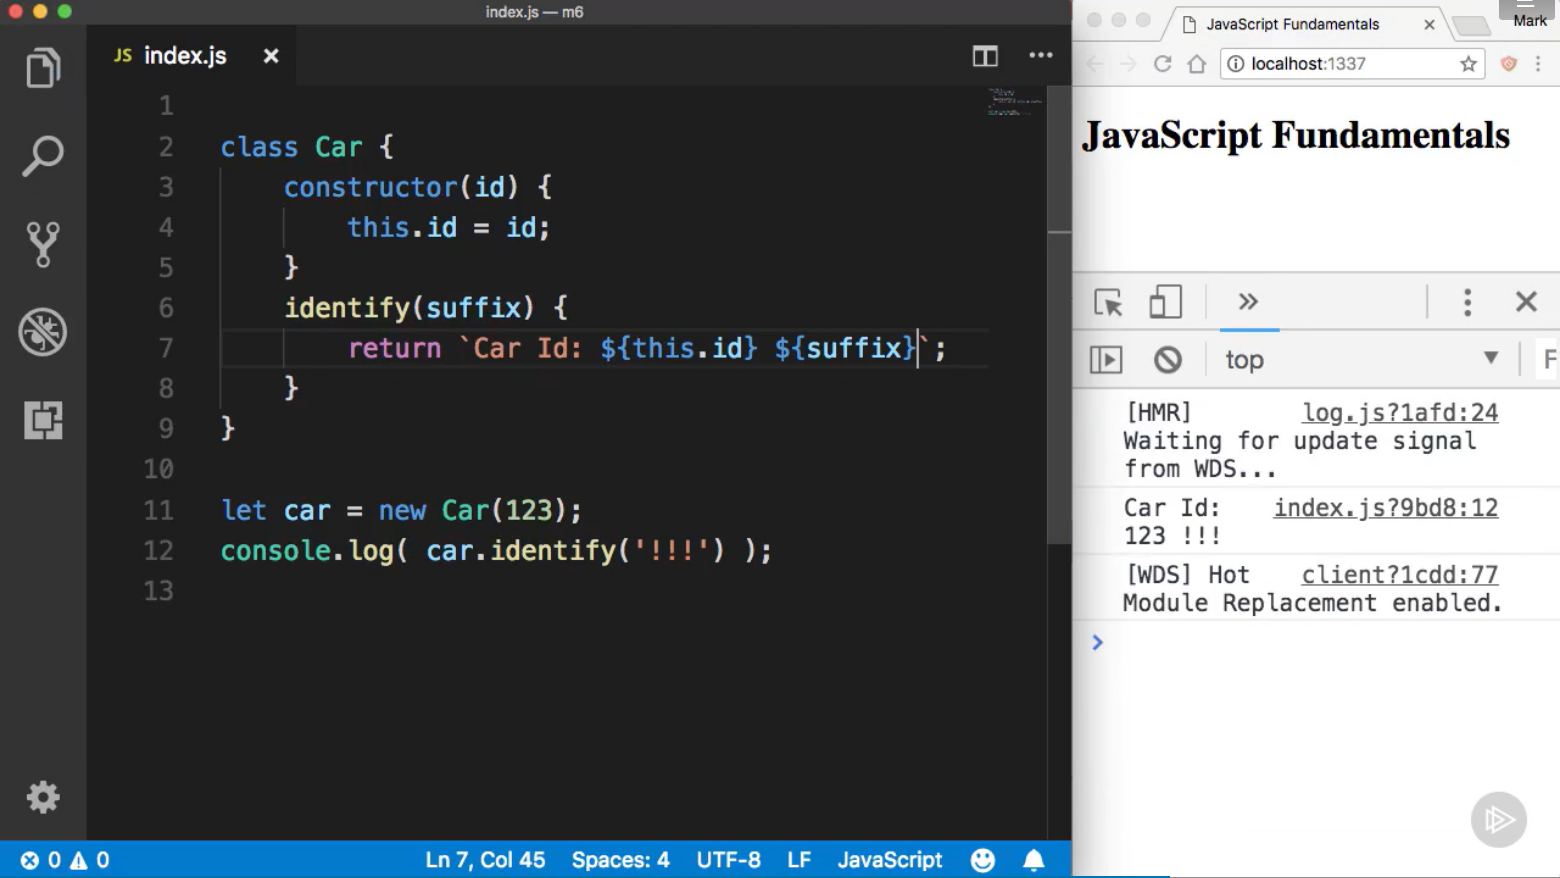 index.js — m6
JS index.js
1
2 class Car {
3 constructor(id) {
4 this.id = id;
5 }
6 identify(suffix) {
7 return `Car Id: ${this.id} ${suffix}`;
8 }
9 }
10
11 let car = new Car(123);
12 console.log( car.identify('!!!') );
13
0 0 Ln 7, Col 45 Spaces: 4 UTF-8 LF JavaScript
JavaScript Fundamentals
Mark
localhost:1337
JavaScript Fundamentals
top F
[HMR] log.js?1afd:24
Waiting for update signal
from WDS...
Car Id: index.js?9bd8:12
123 !!!
[WDS] Hot client?1cdd:77
Module Replacement enabled.